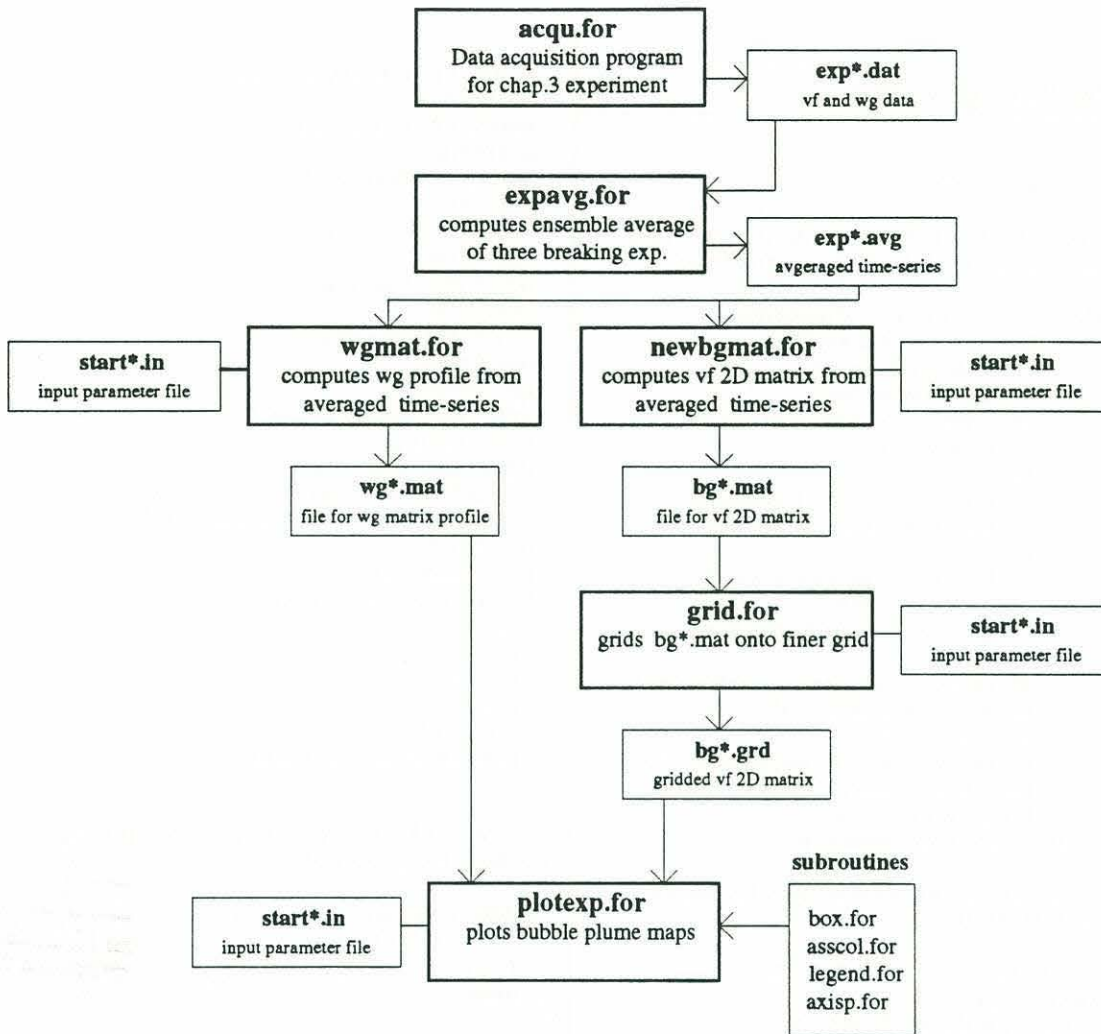 acqu.for
Data acquisition program
for chap.3 experiment
exp*.dat
vf and wg data
expavg.for
computes ensemble average
of three breaking exp.
exp*.avg
avgeraged time-series
start*.in
input parameter file
wgmat.for
computes wg profile from
averaged time-series
newbgmat.for
computes vf 2D matrix from
averaged time-series
start*.in
input parameter file
wg*.mat
file for wg matrix profile
bg*.mat
file for vf 2D matrix
grid.for
grids bg*.mat onto finer grid
start*.in
input parameter file
bg*.grd
gridded vf 2D matrix
subroutines
start*.in
input parameter file
plotexp.for
plots bubble plume maps
box.for
asscol.for
legend.for
axisp.for